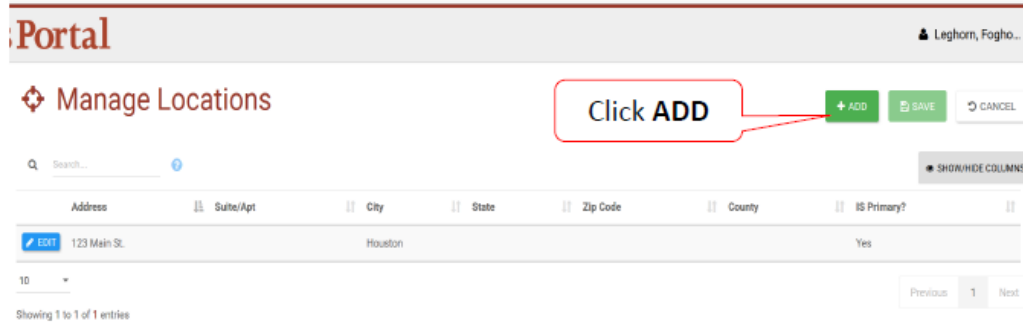 Portal
Leghorn, Fogho...
Manage Locations
Click ADD
+ ADD
SAVE
CANCEL
Search...
?
SHOW/HIDE COLUMNS
Address Suite/Apt City State Zip Code County IS Primary?
EDIT 123 Main St. Houston Yes
10
Previous 1 Next
Showing 1 to 1 of 1 entries